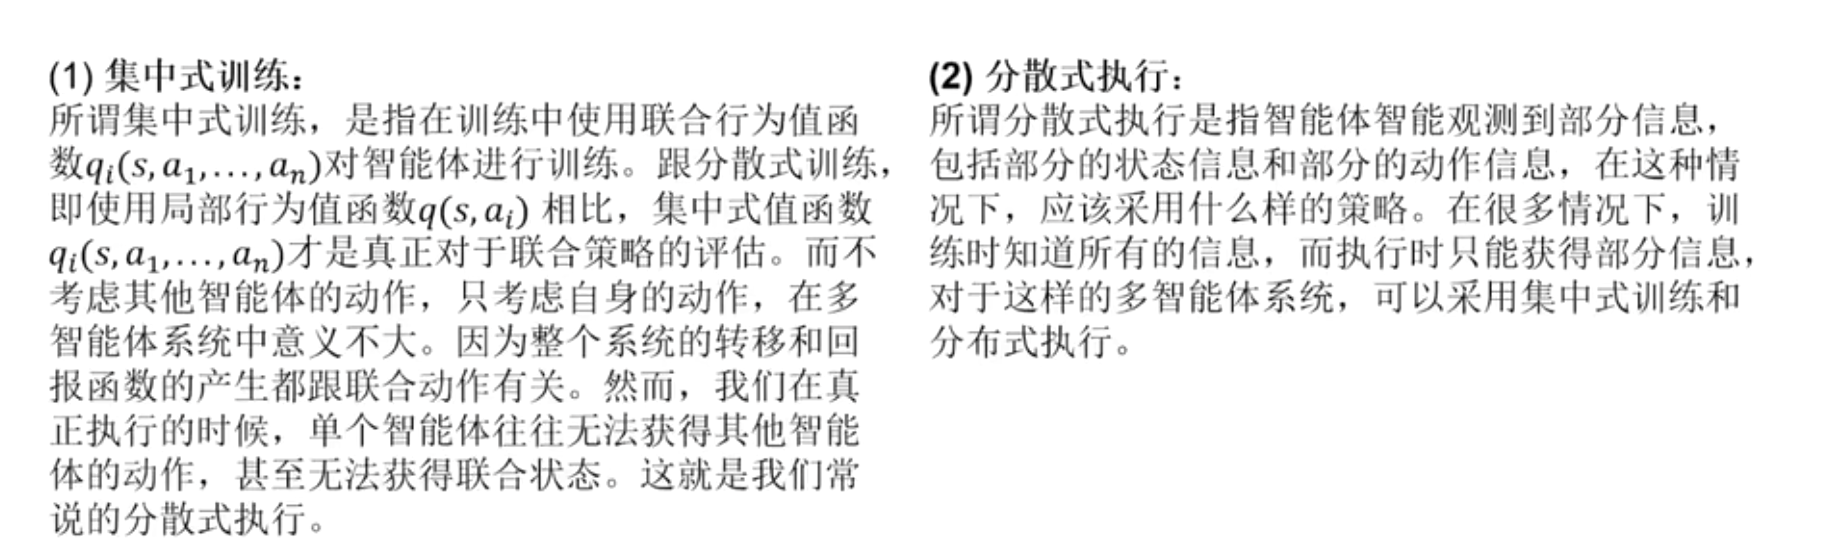 (1) 集中式训练：
所谓集中式训练，是指在训练中使用联合行为值函
数qᵢ(s, a₁, ..., aₙ)对智能体进行训练。跟分散式训练，
即使用局部行为值函数q(s, aᵢ) 相比，集中式值函数
qᵢ(s, a₁, ..., aₙ)才是真正对于联合策略的评估。而不
考虑其他智能体的动作，只考虑自身的动作，在多
智能体系统中意义不大。因为整个系统的转移和回
报函数的产生都跟联合动作有关。然而，我们在真
正执行的时候，单个智能体往往无法获得其他智能
体的动作，甚至无法获得联合状态。这就是我们常
说的分散式执行。
(2) 分散式执行：
所谓分散式执行是指智能体智能观测到部分信息，
包括部分的状态信息和部分的动作信息，在这种情
况下，应该采用什么样的策略。在很多情况下，训
练时知道所有的信息，而执行时只能获得部分信息，
对于这样的多智能体系统，可以采用集中式训练和
分布式执行。